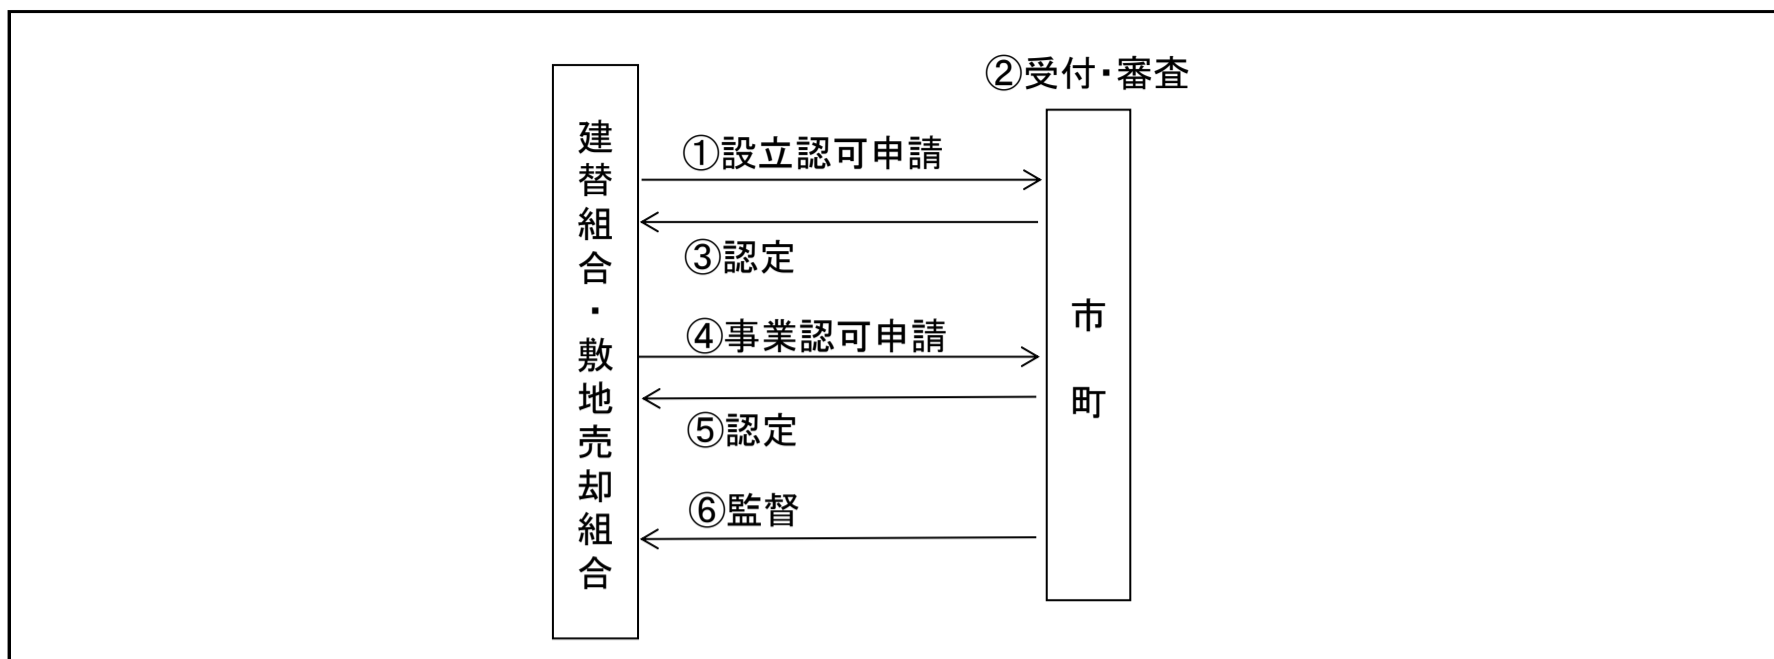 ②受付・審査
建替組合・敷地売却組合
①設立認可申請
③認定
④事業認可申請
⑤認定
⑥監督
市町